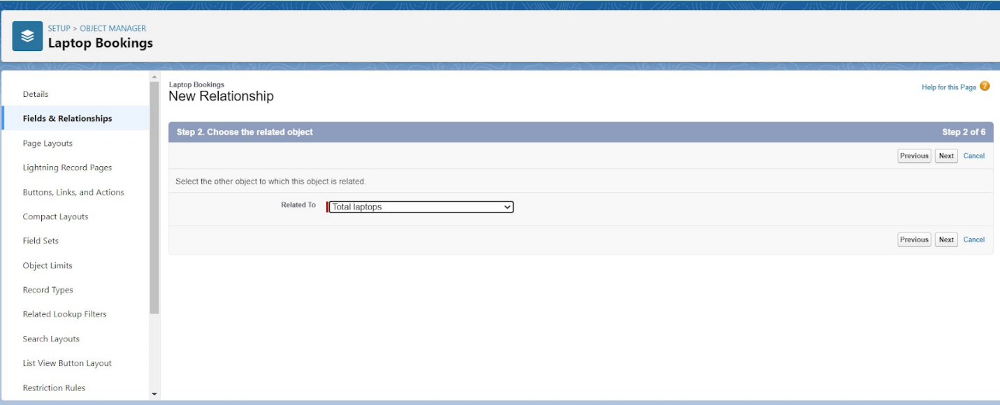 SETUP > OBJECT MANAGER
Laptop Bookings
Details
Fields & Relationships
Page Layouts
Lightning Record Pages
Buttons, Links, and Actions
Compact Layouts
Field Sets
Object Limits
Record Types
Related Lookup Filters
Search Layouts
List View Button Layout
Restriction Rules
Laptop Bookings
New Relationship
Help for this Page ?
Step 2. Choose the related object Step 2 of 6
Previous Next Cancel
Select the other object to which this object is related.
Related To Total laptops
Previous Next Cancel